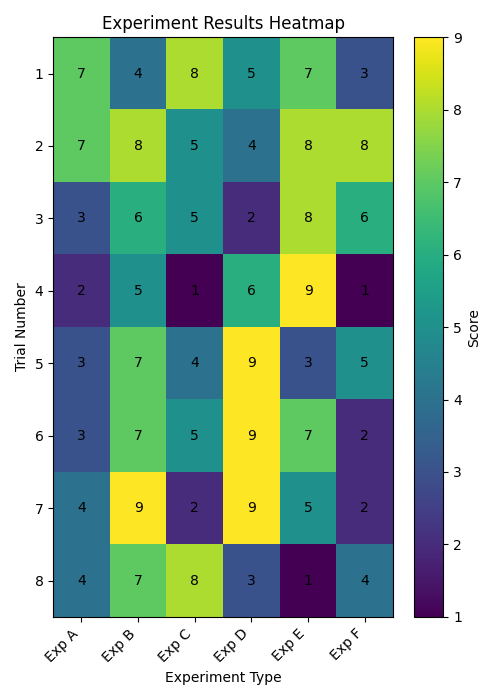 Experiment Results Heatmap
1 7 4 8 5 7 3
2 7 8 5 4 8 8
3 3 6 5 2 8 6
4 2 5 1 6 9 1
5 3 7 4 9 3 5
6 3 7 5 9 7 2
7 4 9 2 9 5 2
8 4 7 8 3 1 4
Exp A Exp B Exp C Exp D Exp E Exp F
Experiment Type
Trial Number
9
8
7
6
5
4
3
2
1
Score